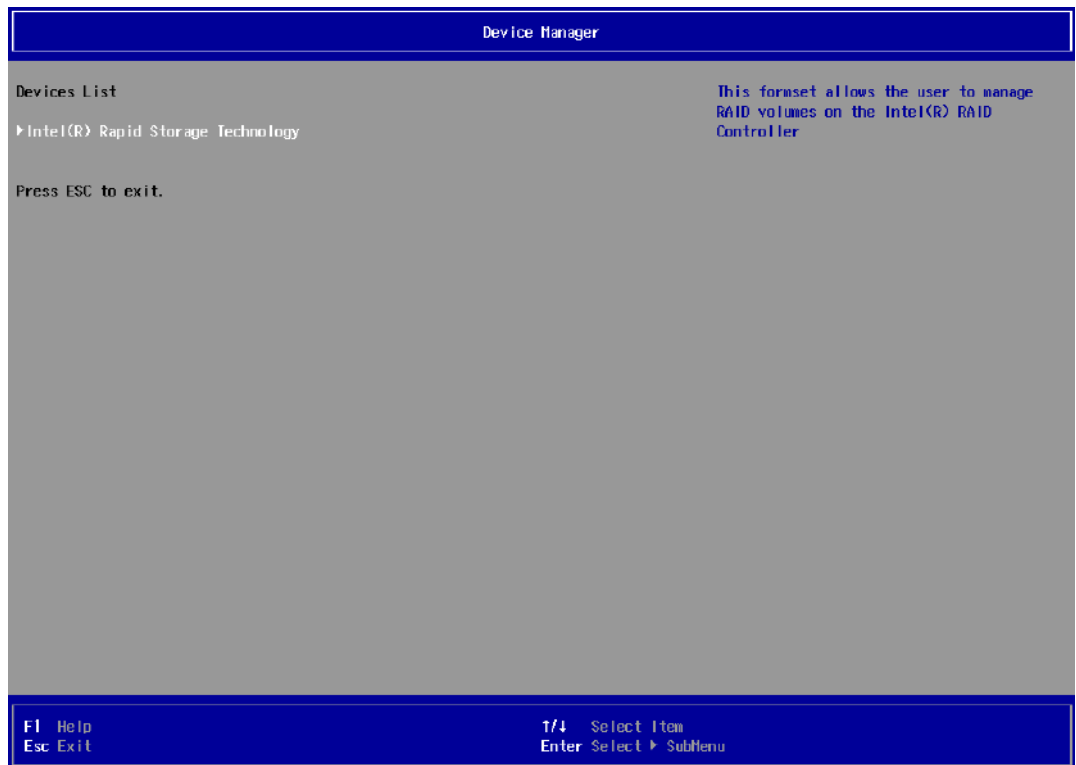 Device Manager
Devices List
▶Intel(R) Rapid Storage Technology
Press ESC to exit.
This formset allows the user to manage
RAID volumes on the Intel(R) RAID
Controller
F1 Help
Esc Exit
↑/↓ Select Item
Enter Select ▶ SubMenu